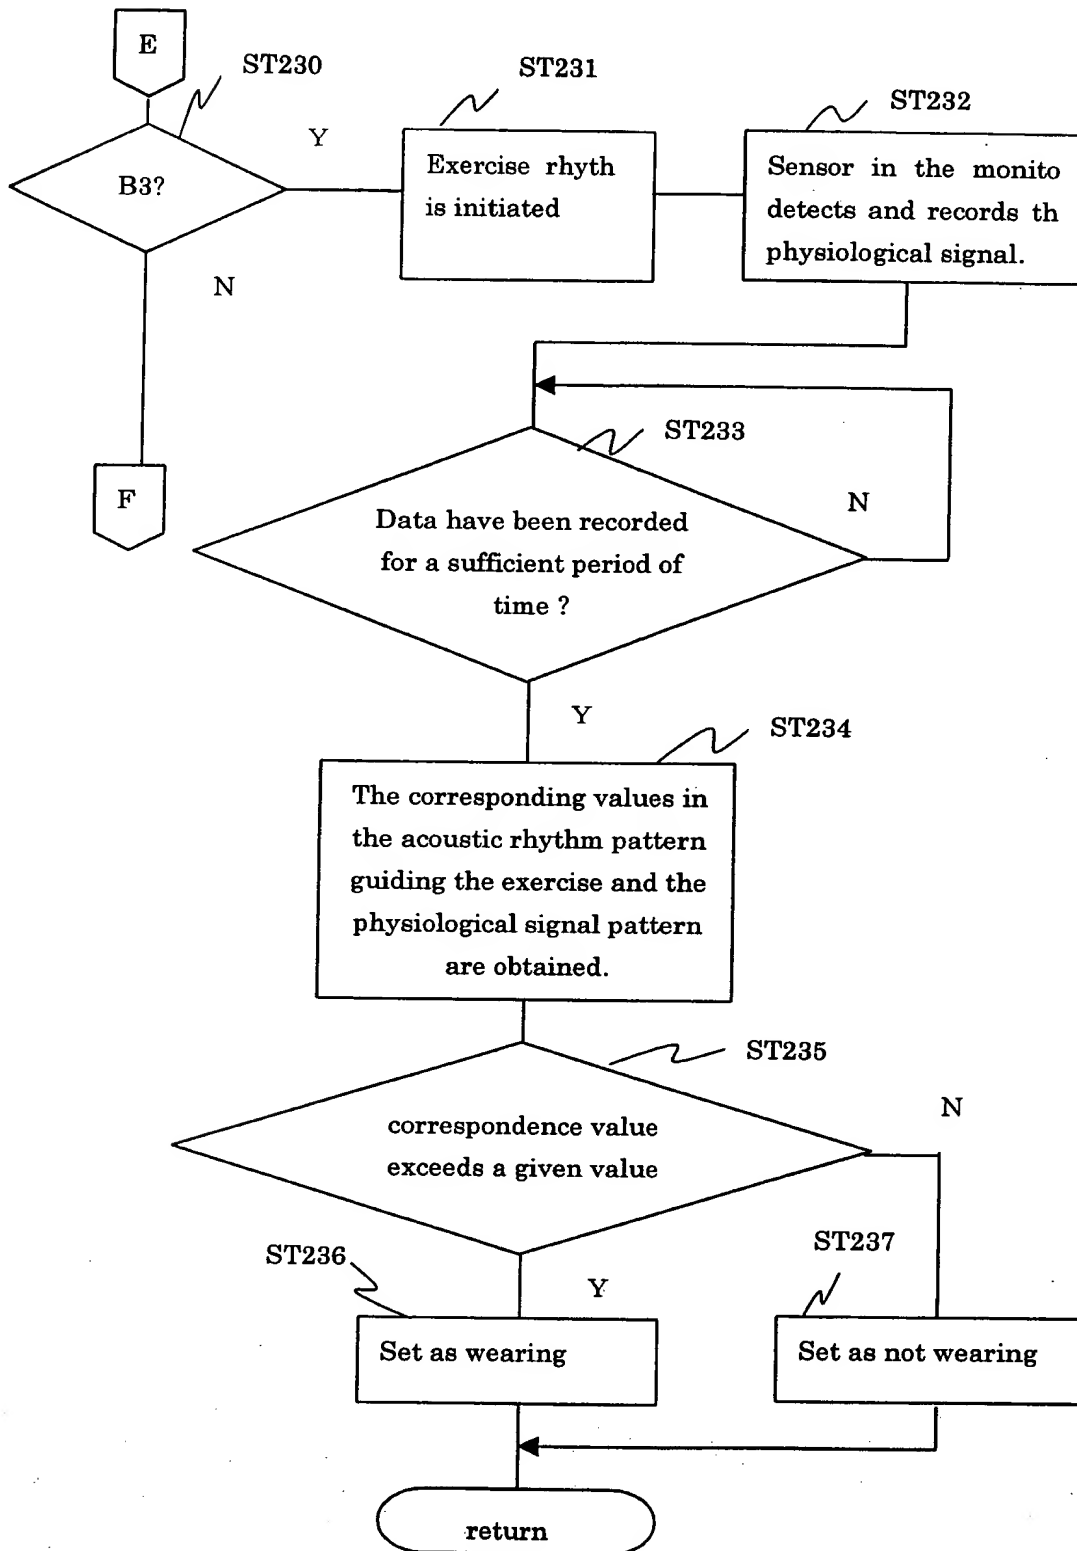 E
ST230
ST231
ST232
Y
B3?
Exercise rhyth
is initiated
Sensor in the monito
detects and records th
physiological signal.
N
F
ST233
Data have been recorded
for a sufficient period of
time ?
N
Y
ST234
The corresponding values in
the acoustic rhythm pattern
guiding the exercise and the
physiological signal pattern
are obtained.
ST235
N
correspondence value
exceeds a given value
ST236
Y
ST237
Set as wearing
Set as not wearing
return